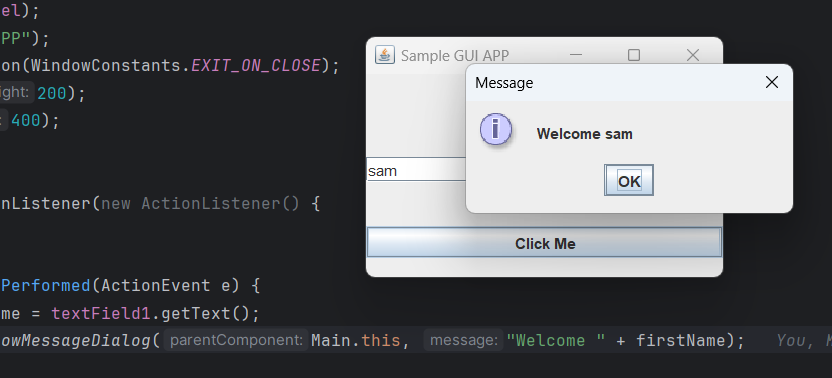 el);
PP");
on(WindowConstants.EXIT_ON_CLOSE);
ight: 200);
: 400);
nListener(new ActionListener() {
Performed(ActionEvent e) {
me = textField1.getText();
owMessageDialog( parentComponent: Main.this, message: "Welcome " + firstName); You,
Sample GUI APP
Message
Welcome sam
OK
sam
Click Me